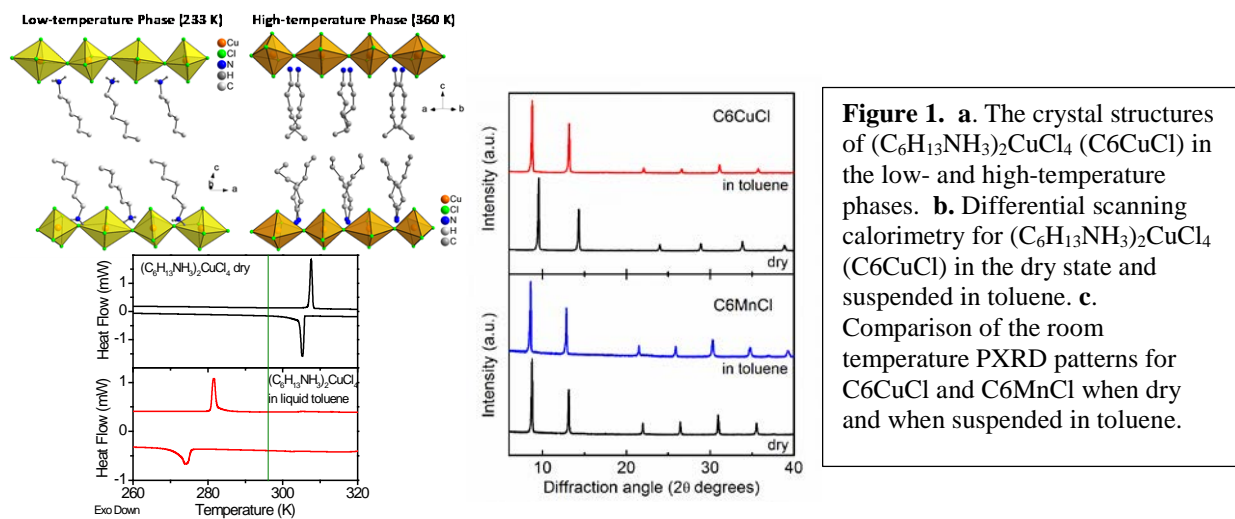 Low-temperature Phase (233 K)
High-temperature Phase (360 K)
Cu
Cl
N
H
C
c
a
b
c
b
a
Cu
Cl
N
H
C
(C₆H₁₃NH₃)₂CuCl₄ dry
Heat Flow (mW)
1
0
-1
(C₆H₁₃NH₃)₂CuCl₄
in liquid toluene
Heat Flow (mW)
1
0
-1
260
280
300
320
Exo Down
Temperature (K)
C6CuCl
in toluene
dry
Intensity (a.u.)
C6MnCl
in toluene
dry
Intensity (a.u.)
10
20
30
40
Diffraction angle (2θ degrees)
Figure 1. a. The crystal structures
of (C₆H₁₃NH₃)₂CuCl₄ (C6CuCl) in
the low- and high-temperature
phases. b. Differential scanning
calorimetry for (C₆H₁₃NH₃)₂CuCl₄
(C6CuCl) in the dry state and
suspended in toluene. c.
Comparison of the room
temperature PXRD patterns for
C6CuCl and C6MnCl when dry
and when suspended in toluene.